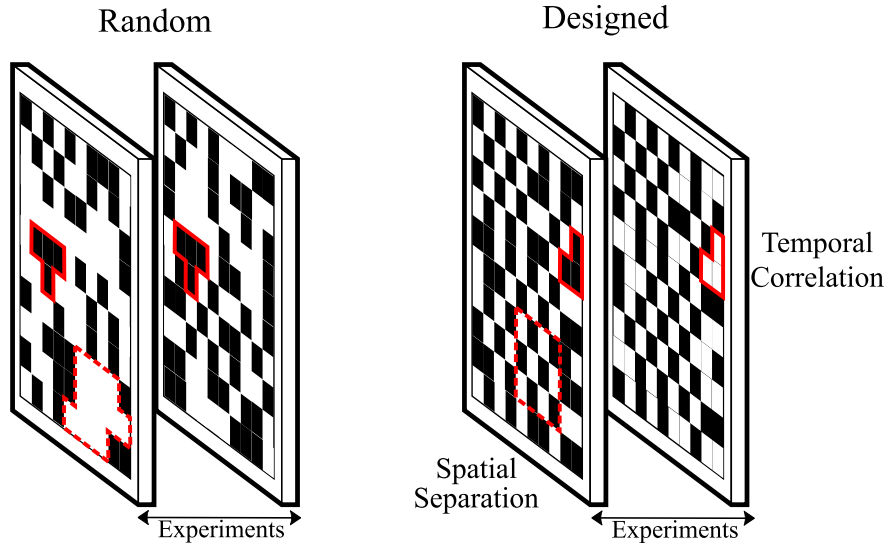 Random
Designed
Temporal
Correlation
Spatial
Separation
Experiments
Experiments